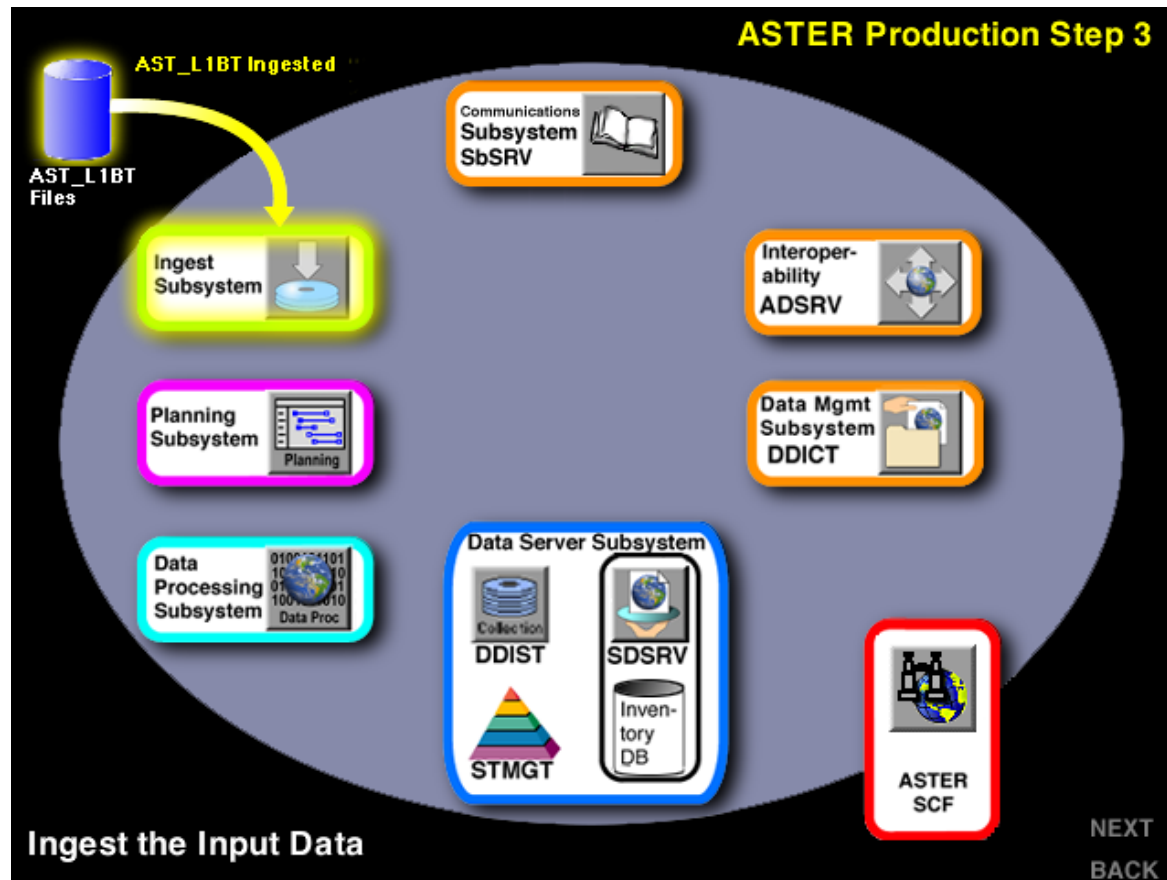 ASTER Production Step 3
AST_L1BT Ingested
AST_L1BT
Files
Communications
Subsystem
SbSRV
Ingest
Subsystem
Interoper-
ability
ADSRV
Planning
Subsystem
Planning
Data Mgmt
Subsystem
DDICT
Data
Processing
Subsystem
Data Proc
Data Server Subsystem
Collection
DDIST
SDSRV
STMGT
Inven-
tory
DB
ASTER
SCF
Ingest the Input Data
NEXT
BACK